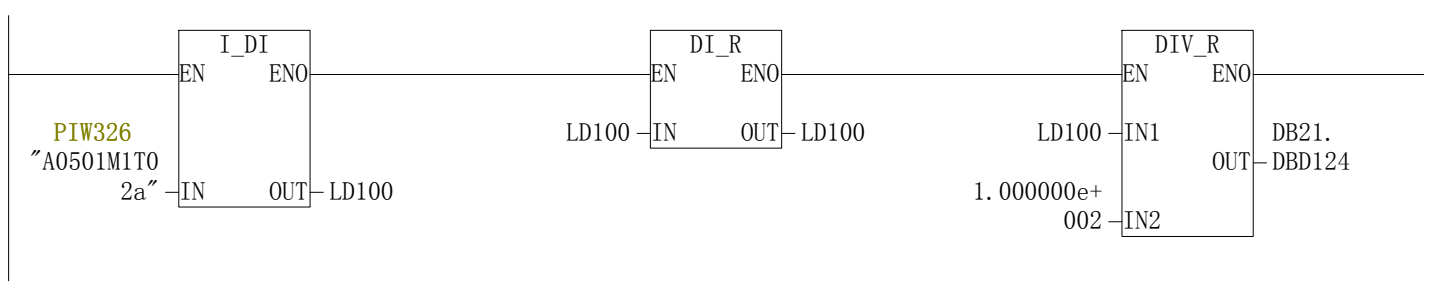 I_DI
EN ENO
PIW326
"A0501M1T0
2a" IN OUT LD100
DI_R
EN ENO
LD100 IN OUT LD100
DIV_R
EN ENO
LD100 IN1
DB21.
OUT DBD124
1.000000e+
002 IN2